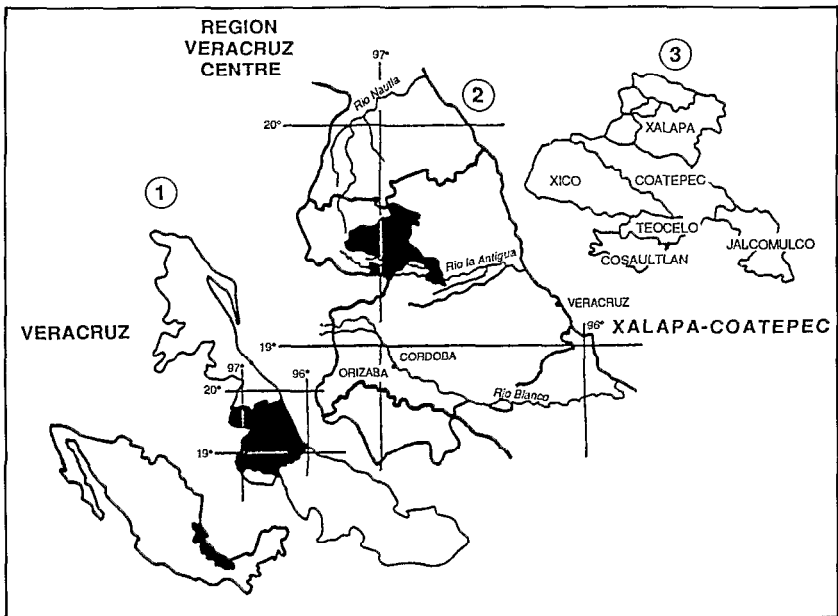 REGION
VERACRUZ
CENTRE
97°
Rio Nautla
2
20°
3
XALAPA
XICO
COATEPEC
TEOCELO
JALCOMULCO
COSAULTLAN
1
Rio la Antigua
VERACRUZ
VERACRUZ
96°
XALAPA-COATEPEC
19°
CORDOBA
ORIZABA
Rio Blanco
97°
96°
20°
19°